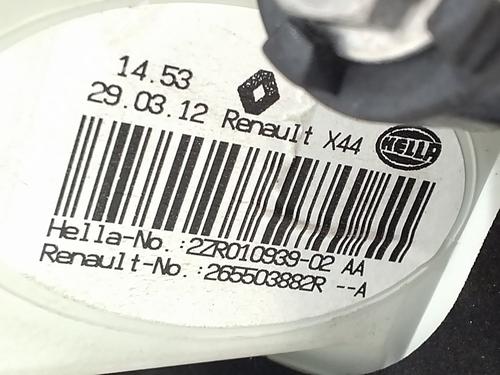 14.53
29.03.12 Renault X44 HELLA
Hella-No. :2ZR010939-02 AA
Renault-No. :265503882R --A